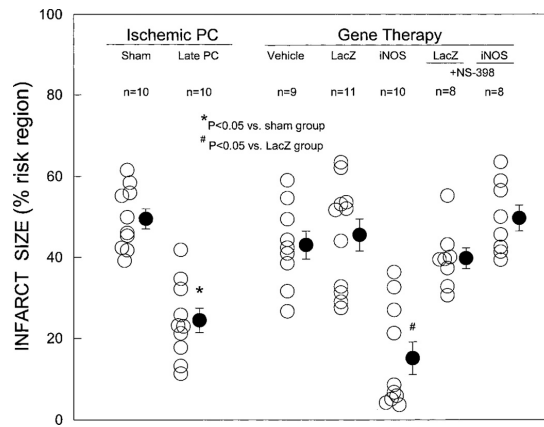 100
Ischemic PC Gene Therapy
Sham Late PC Vehicle LacZ iNOS LacZ iNOS
+NS-398
n=10 n=10 n=9 n=11 n=10 n=8 n=8
80
*P<0.05 vs. sham group
#P<0.05 vs. LacZ group
60
40
*
20
#
0
INFARCT SIZE (% risk region)